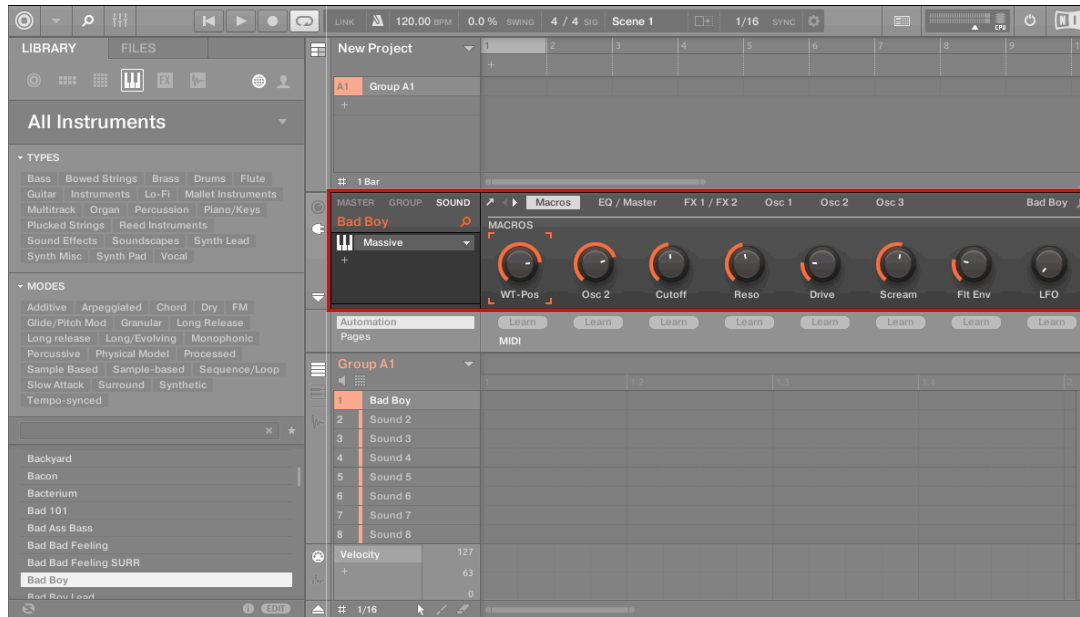 LINK 120.00 BPM 0.0 % SWING 4 / 4 SIG Scene 1 1/16 SYNC CPU NI
LIBRARY FILES
FX
All Instruments
TYPES
Bass Bowed Strings Brass Drums Flute
Guitar Instruments Lo-Fi Mallet Instruments
Multitrack Organ Percussion Piano/Keys
Plucked Strings Reed Instruments
Sound Effects Soundscapes Synth Lead
Synth Misc Synth Pad Vocal
MODES
Additive Arpeggiated Chord Dry FM
Glide/Pitch Mod Granular Long Release
Long release Long/Evolving Monophonic
Percussive Physical Model Processed
Sample Based Sample-based Sequence/Loop
Slow Attack Surround Synthetic
Tempo-synced
Backyard
Bacon
Bacterium
Bad 101
Bad Ass Bass
Bad Bad Feeling
Bad Bad Feeling SURR
Bad Boy
Bad Boy Lead
EDIT
New Project 1 2 3 4 5 6 7 8 9
A1 Group A1
1 Bar
MASTER GROUP SOUND Macros EQ / Master FX 1 / FX 2 Osc 1 Osc 2 Osc 3 Bad Boy
Bad Boy MACROS
Massive
WT-Pos Osc 2 Cutoff Reso Drive Scream Flt Env LFO
Automation Learn Learn Learn Learn Learn Learn Learn Learn
Pages MIDI
Group A1
1 1.2 1.3 1.4 2
1 Bad Boy
2 Sound 2
3 Sound 3
4 Sound 4
5 Sound 5
6 Sound 6
7 Sound 7
8 Sound 8
Velocity 127
63
0
1/16